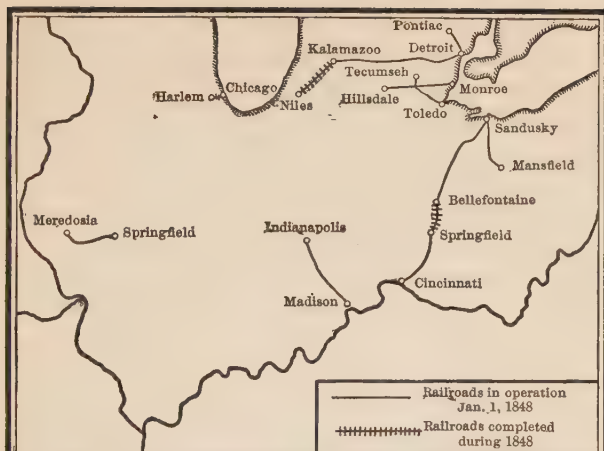 Pontiac
Kalamazoo
Detroit
Tecumseh
Harlem
Chicago
Niles
Hillsdale
Monroe
Toledo
Sandusky
Mansfield
Bellefontaine
Meredosia
Springfield
Indianapolis
Springfield
Cincinnati
Madison
Railroads in operation
Jan. 1, 1848
Railroads completed
during 1848